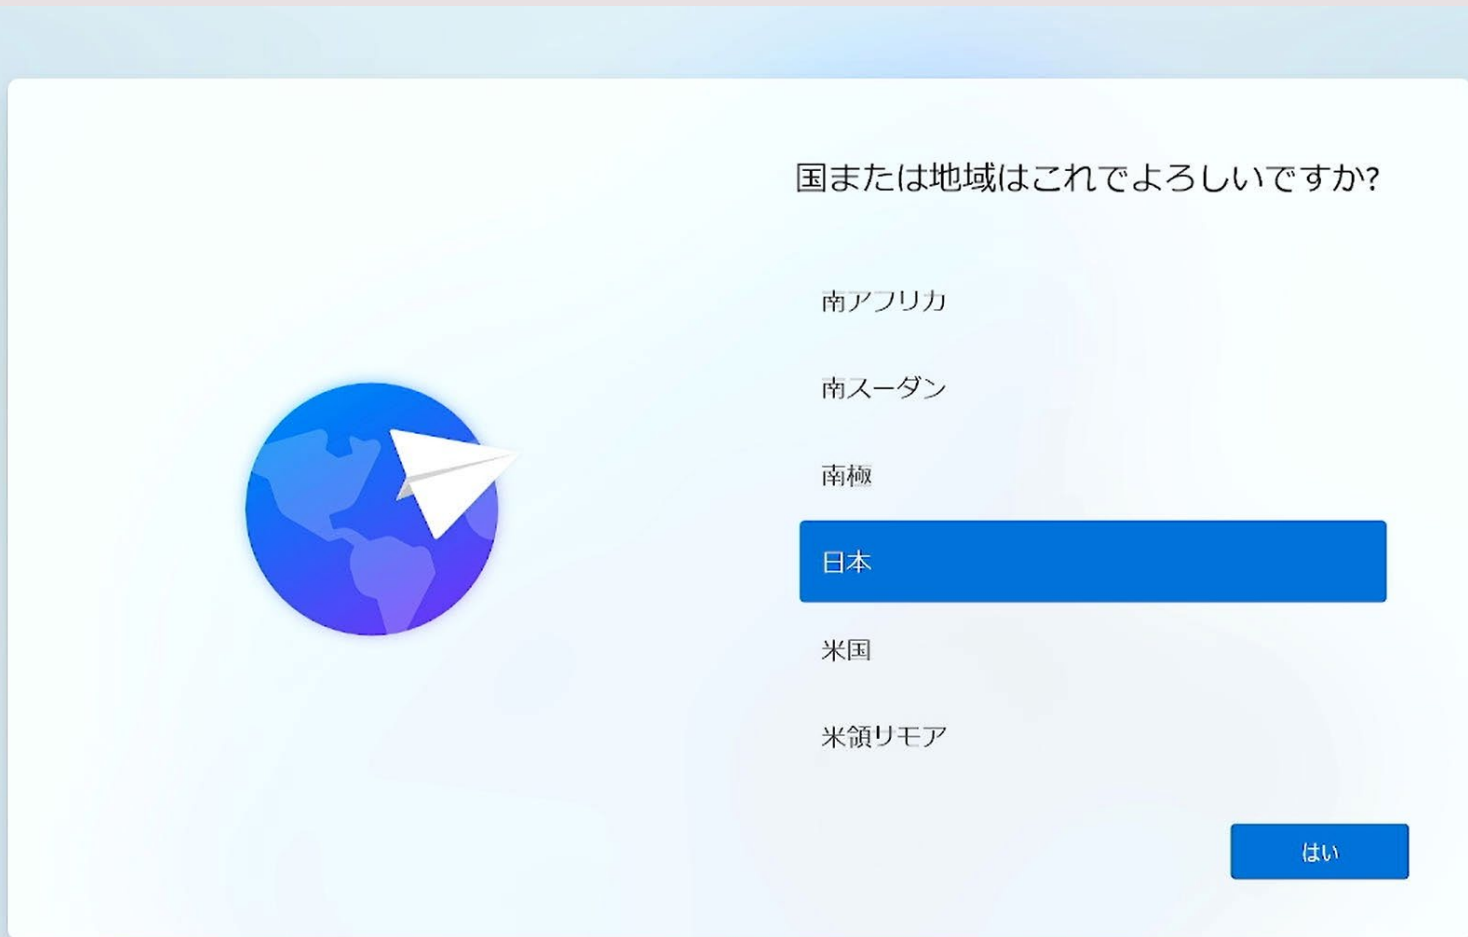 国または地域はこれでよろしいですか?
南アフリカ
南スーダン
南極
日本
米国
米領リモア
はい